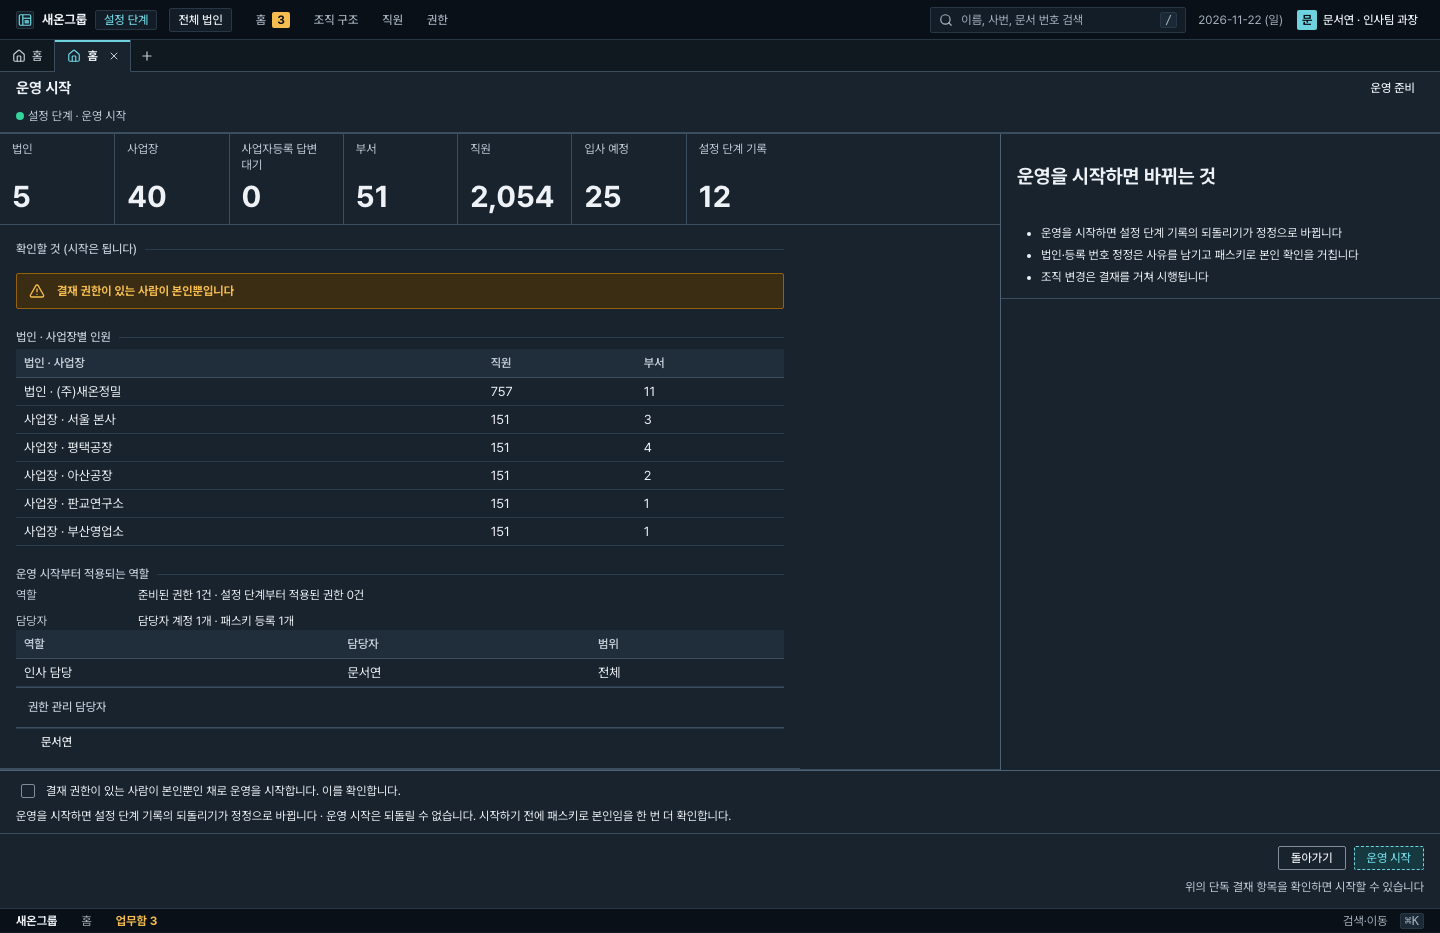 새온그룹 설정 단계 전체 법인 홈 3 조직 구조 직원 권한 이름, 사번, 문서 번호 검색 / 2026-11-22 (일) 문 문서연 · 인사팀 과장
홈 홈
운영 시작 운영 준비
설정 단계 · 운영 시작
법인 사업장 사업자등록 답변 대기 부서 직원 입사 예정 설정 단계 기록
5 40 0 51 2,054 25 12
확인할 것 (시작은 됩니다)
결재 권한이 있는 사람이 본인뿐입니다
법인 · 사업장별 인원
법인 · 사업장 직원 부서
법인 · (주)새온정밀 757 11
사업장 · 서울 본사 151 3
사업장 · 평택공장 151 4
사업장 · 아산공장 151 2
사업장 · 판교연구소 151 1
사업장 · 부산영업소 151 1
운영 시작부터 적용되는 역할
역할 준비된 권한 1건 · 설정 단계부터 적용된 권한 0건
담당자 담당자 계정 1개 · 패스키 등록 1개
역할 담당자 범위
인사 담당 문서연 전체
권한 관리 담당자
문서연
운영을 시작하면 바뀌는 것
운영을 시작하면 설정 단계 기록의 되돌리기가 정정으로 바뀝니다
법인·등록 번호 정정은 사유를 남기고 패스키로 본인 확인을 거칩니다
조직 변경은 결재를 거쳐 시행됩니다
결재 권한이 있는 사람이 본인뿐인 채로 운영을 시작합니다. 이를 확인합니다.
운영을 시작하면 설정 단계 기록의 되돌리기가 정정으로 바뀝니다 · 운영 시작은 되돌릴 수 없습니다. 시작하기 전에 패스키로 본인임을 한 번 더 확인합니다.
돌아가기 운영 시작
위의 단독 결재 항목을 확인하면 시작할 수 있습니다
새온그룹 홈 업무함 3 검색·이동 ⌘K